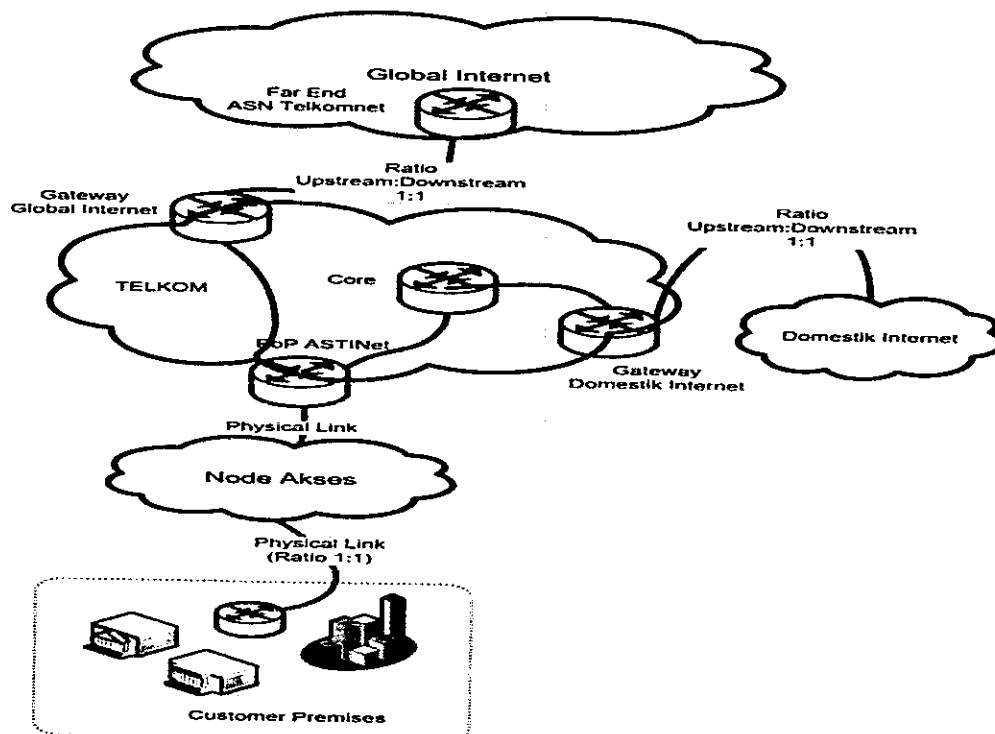 Global Internet
Far End
ASN Telkomnet
Ratio
Upstream:Downstream
1:1
Gateway
Global Internet
Ratio
Upstream:Downstream
1:1
TELKOM
Core
PoP ASTINet
Domestik Internet
Gateway
Domestik Internet
Physical Link
Node Akses
Physical Link
(Ratio 1:1)
Customer Premises